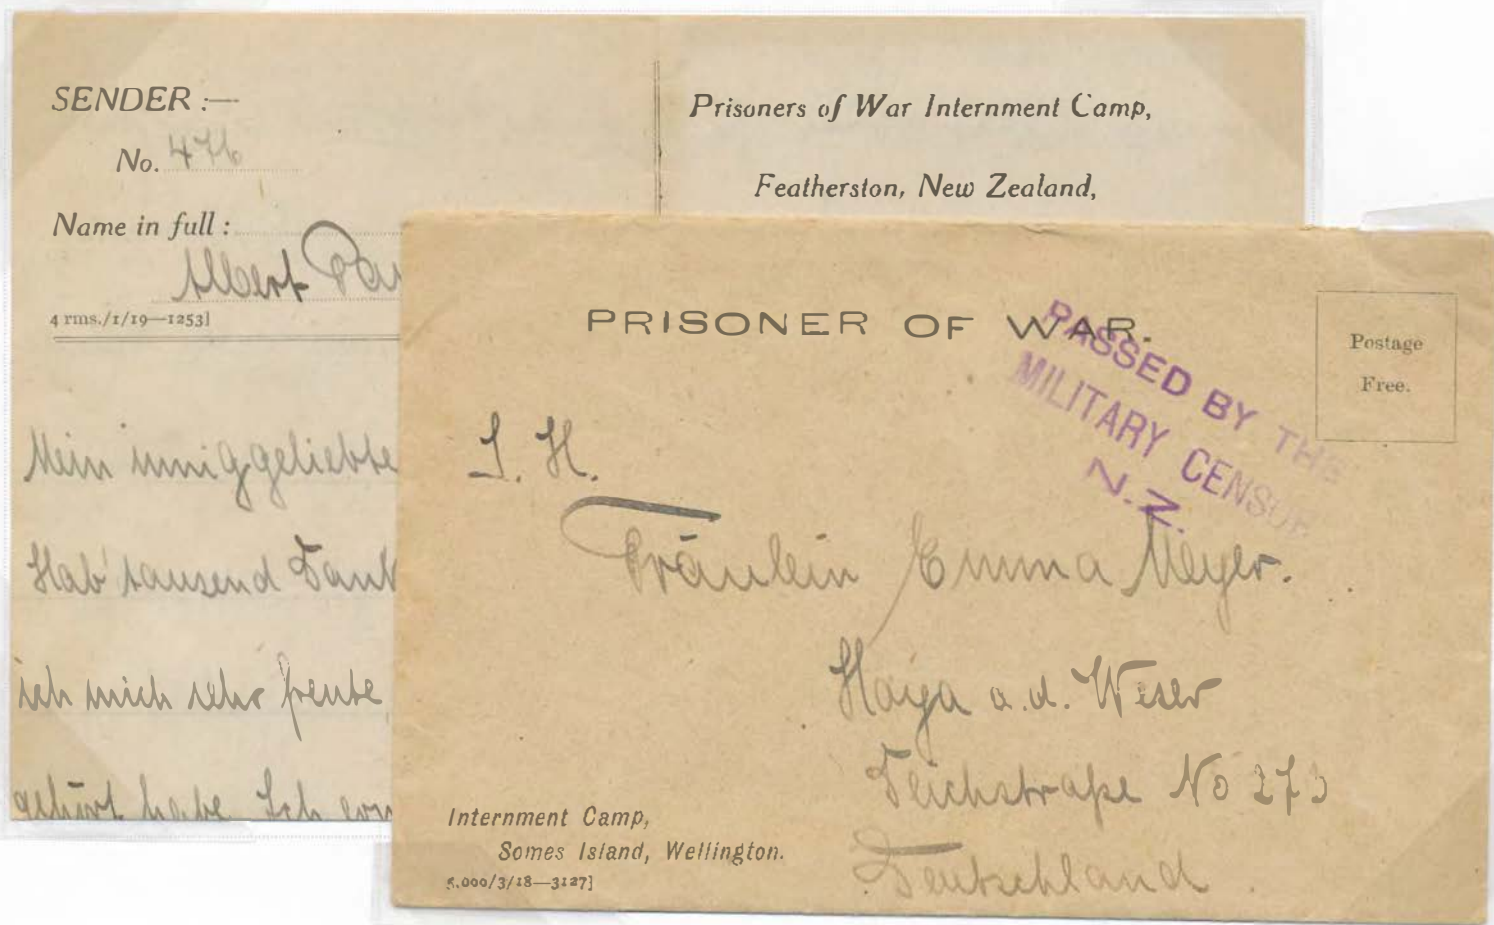 SENDER :—
No. 476
Name in full :
Albert
4 rms./1/19—1253]
Prisoners of War Internment Camp,
Featherston, New Zealand,
Mein inniggeliebte
Hab' tausend Dank
ich mich sehr freute
gehört habe Ich
PRISONER OF WAR.
Postage
Free.
PASSED BY THE
MILITARY CENSOR
N.Z.
S. H.
Fräulein Emma Meyer.
Hoya a.d. Weser
Deichstraße No 273
Deutschland.
Internment Camp,
Somes Island, Wellington.
5,000/3/18—3127]